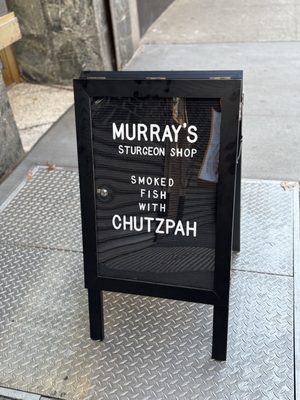 MURRAY'S
STURGEON SHOP
SMOKED
FISH
WITH
CHUTZPAH